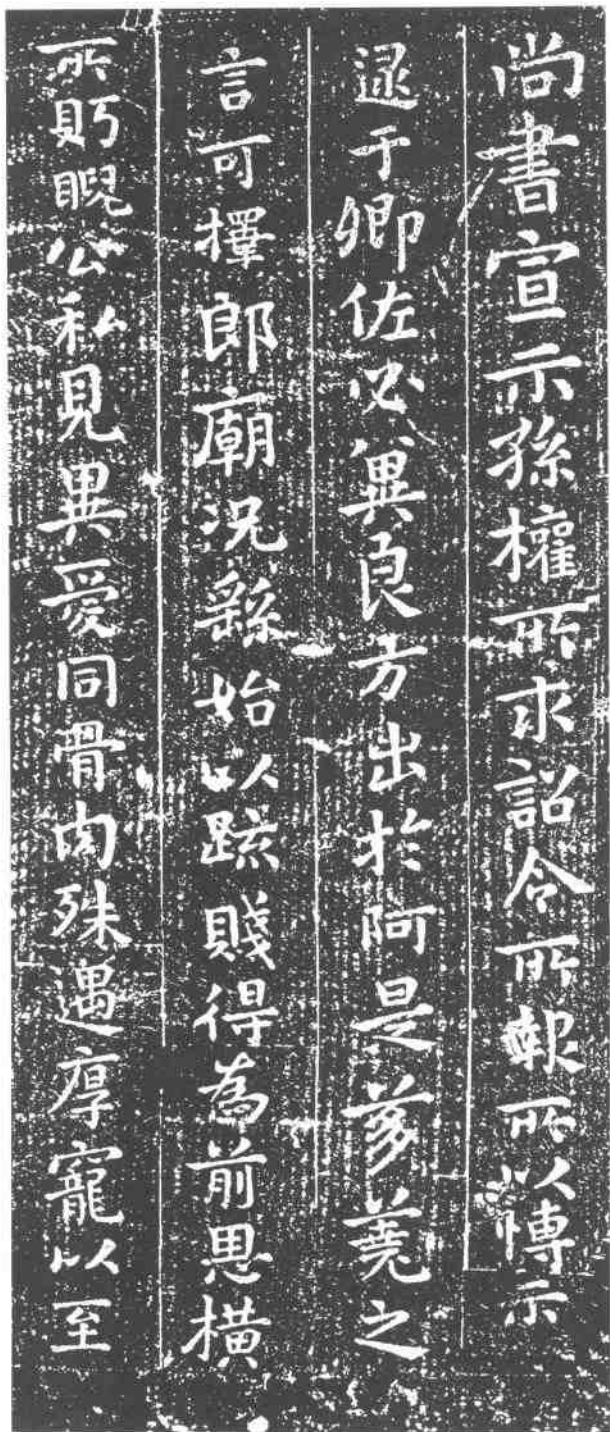 尚書宣示孫權所求詔令所報所以博示
逮于卿佐必異良方出於阿是芻蕘之
言可擇郎廟況繇始以疏賤得為前恩橫
所眄睨公私見異愛同骨肉殊遇厚寵以至